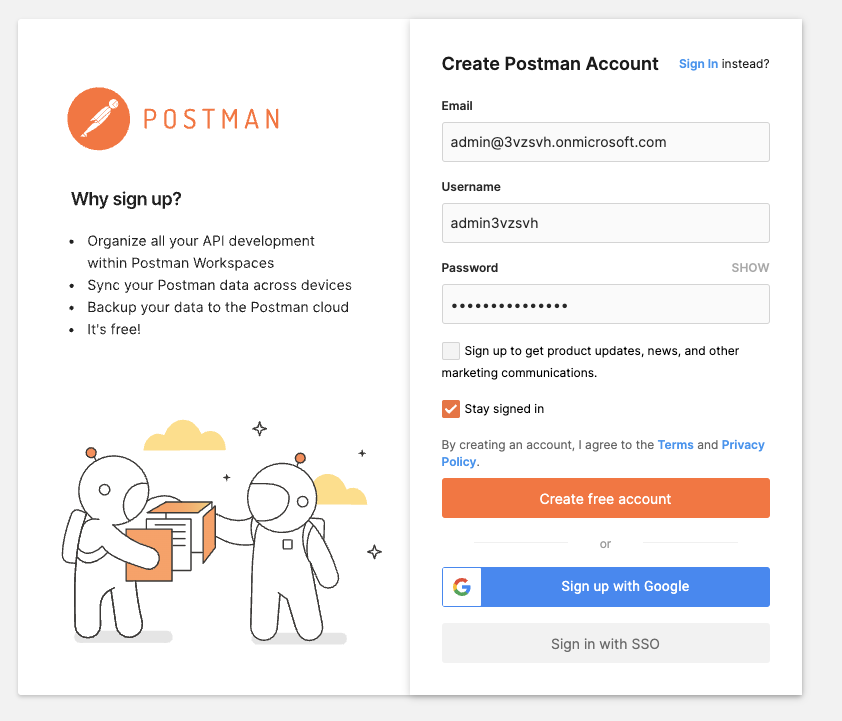 POSTMAN
Why sign up?
• Organize all your API development
within Postman Workspaces
• Sync your Postman data across devices
• Backup your data to the Postman cloud
• It's free!
Create Postman Account
Sign In instead?
Email
admin@3vzsvh.onmicrosoft.com
Username
admin3vzsvh
Password
SHOW
•••••••••••••••
Sign up to get product updates, news, and other
marketing communications.
Stay signed in
By creating an account, I agree to the Terms and Privacy
Policy.
Create free account
or
Sign up with Google
Sign in with SSO